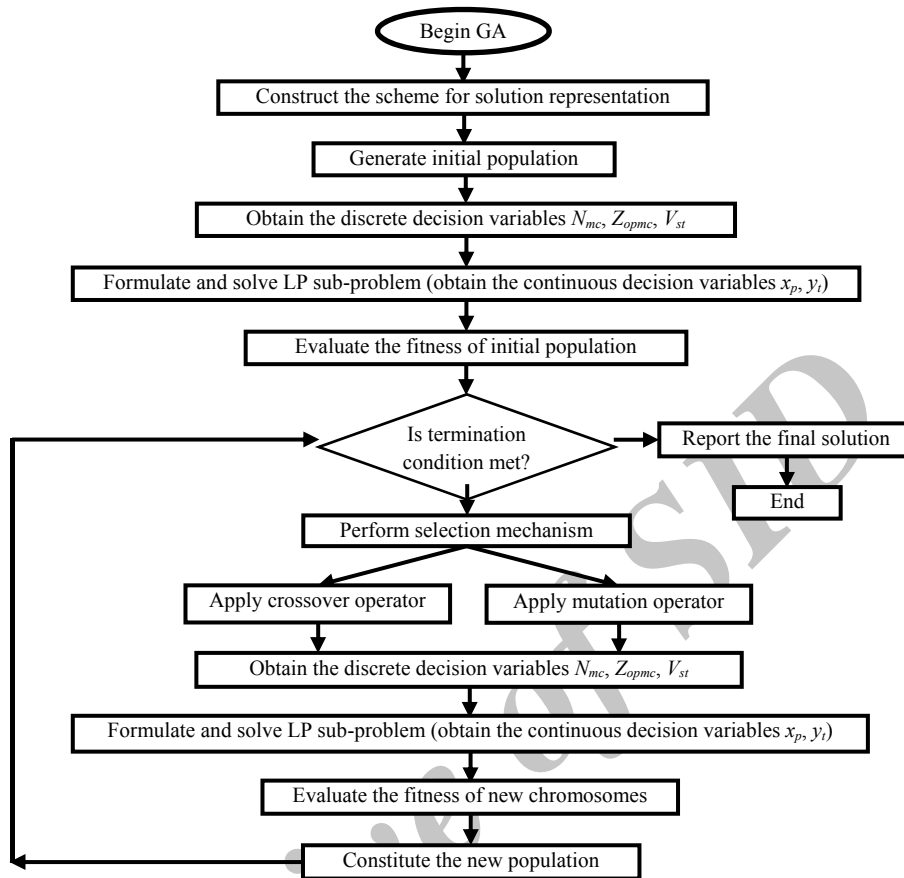 Begin GA
Construct the scheme for solution representation
Generate initial population
Obtain the discrete decision variables Nmc, Zopmc, Vst
Formulate and solve LP sub-problem (obtain the continuous decision variables xp, yt)
Evaluate the fitness of initial population
Is termination
condition met?
Report the final solution
End
Perform selection mechanism
Apply crossover operator
Apply mutation operator
Obtain the discrete decision variables Nmc, Zopmc, Vst
Formulate and solve LP sub-problem (obtain the continuous decision variables xp, yt)
Evaluate the fitness of new chromosomes
Constitute the new population
of SID